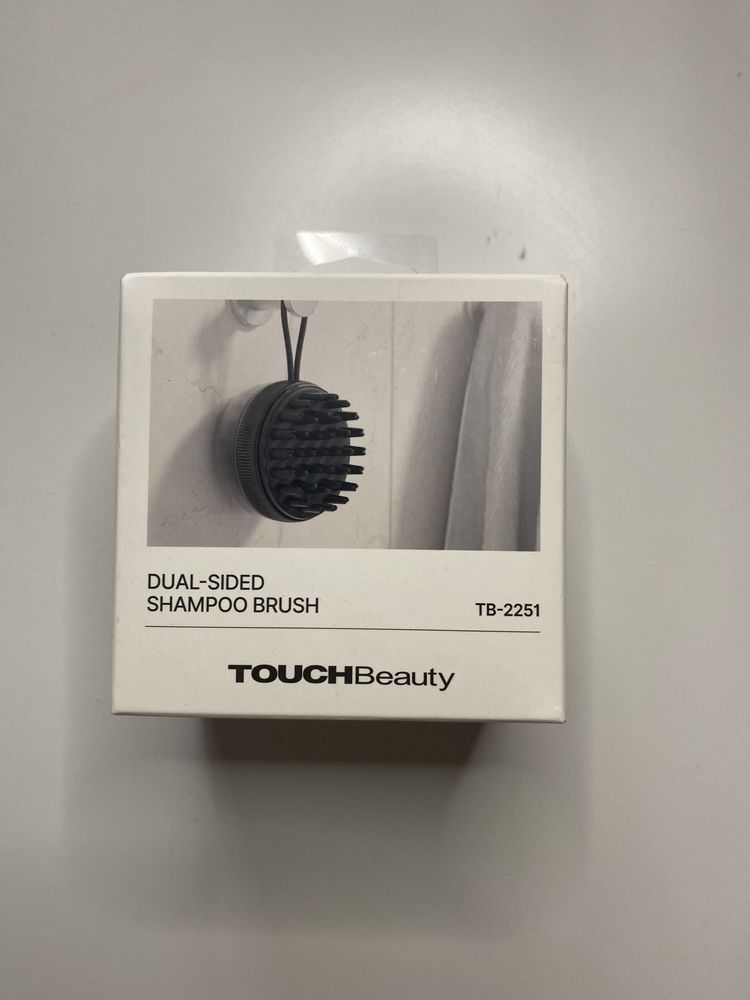 DUAL-SIDED
SHAMPOO BRUSH
TB-2251
TOUCHBeauty